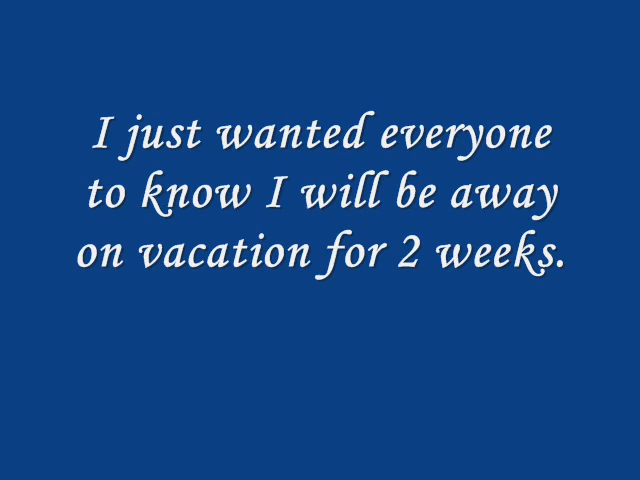 I just wanted everyone
to know I will be away
on vacation for 2 weeks.